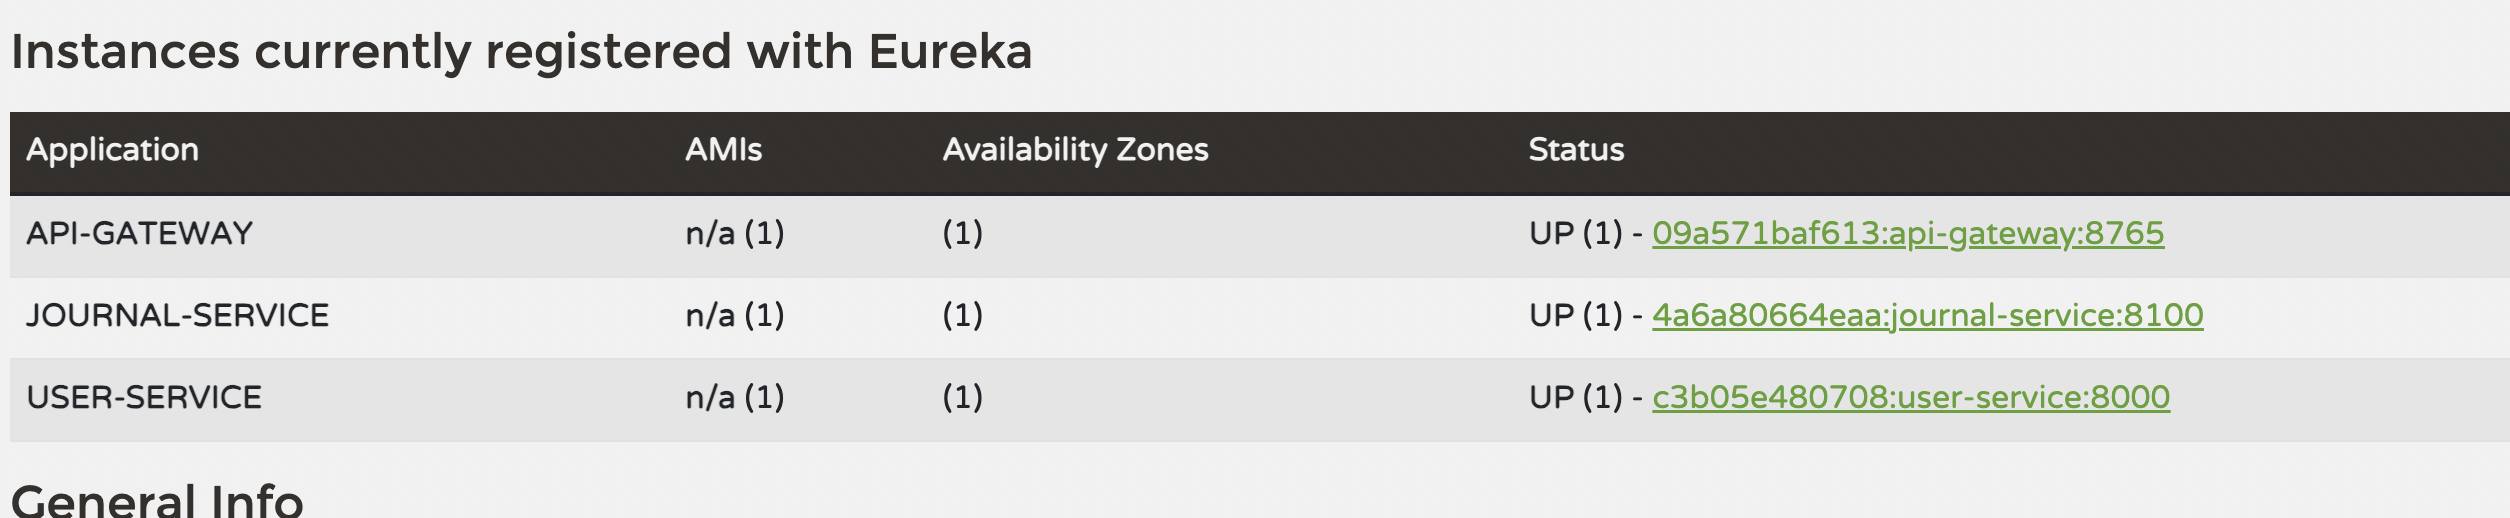 Instances currently registered with Eureka
Application AMIs Availability Zones Status
API-GATEWAY n/a (1) (1) UP (1) - 09a571baf613:api-gateway:8765
JOURNAL-SERVICE n/a (1) (1) UP (1) - 4a6a80664eaa:journal-service:8100
USER-SERVICE n/a (1) (1) UP (1) - c3b05e480708:user-service:8000
General Info